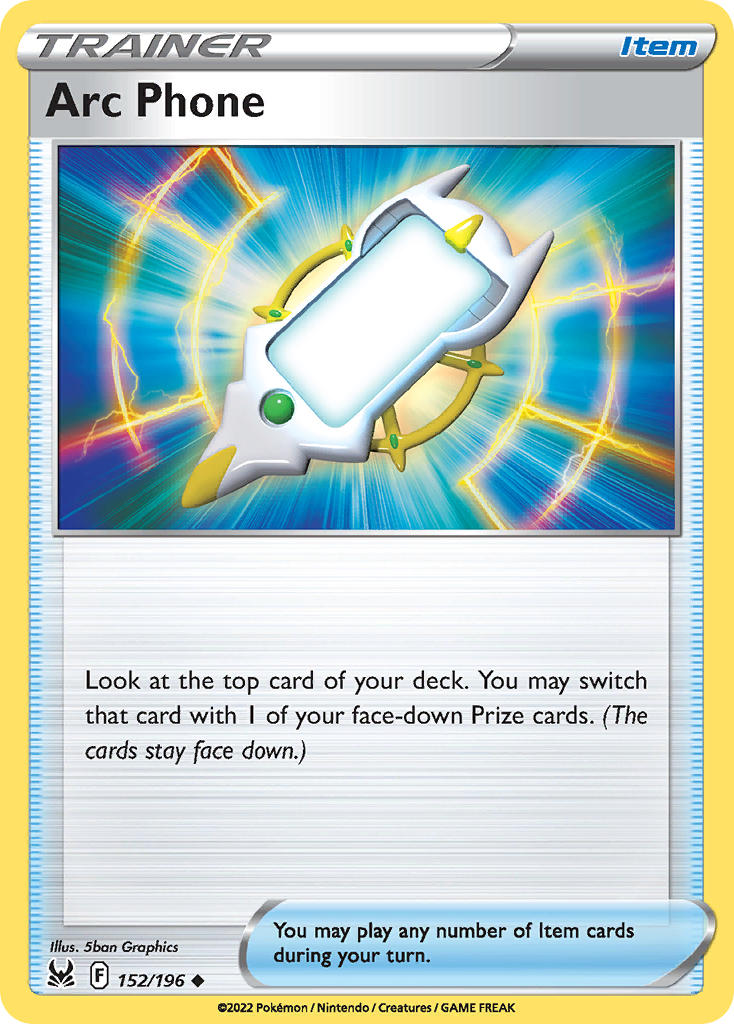 TRAINER
Item
Arc Phone
Look at the top card of your deck. You may switch
that card with 1 of your face-down Prize cards. (The
cards stay face down.)
Illus. 5ban Graphics
You may play any number of Item cards
during your turn.
F 152/196 ◆
©2022 Pokémon / Nintendo / Creatures / GAME FREAK